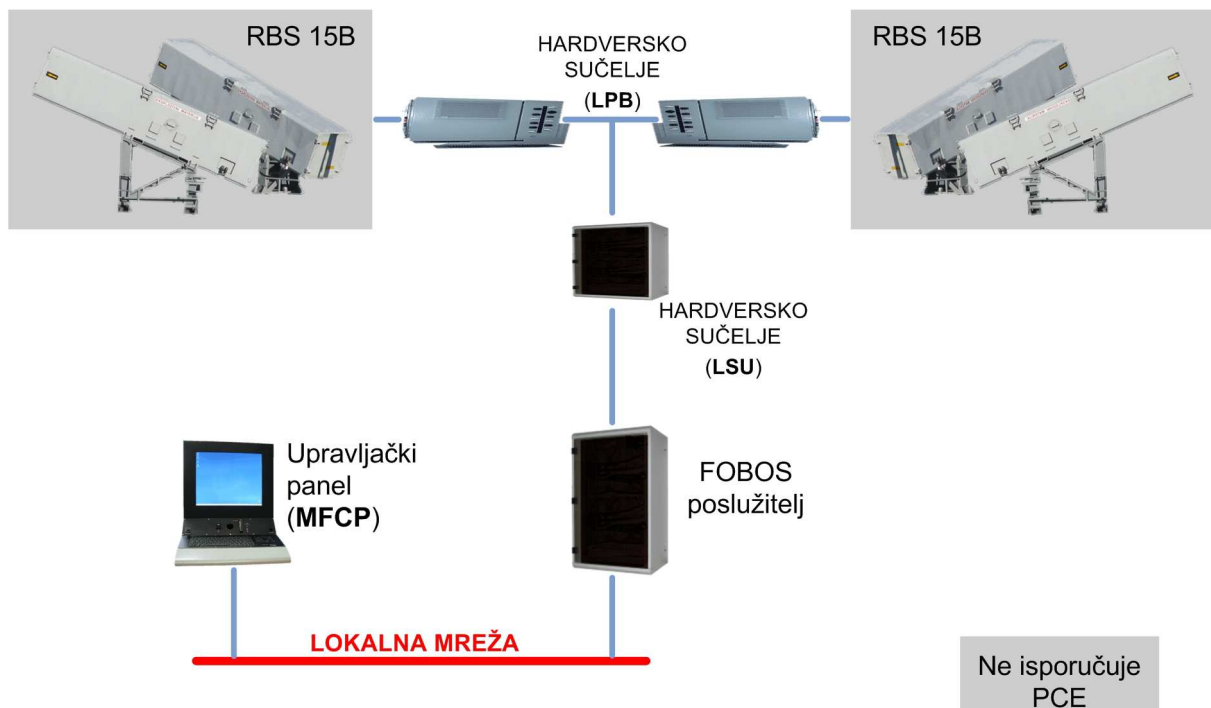 RBS 15B
HARDVERSKO
SUČELJE
(LPB)
RBS 15B
HARDVERSKO
SUČELJE
(LSU)
Upravljački
panel
(MFCP)
FOBOS
poslužitelj
LOKALNA MREŽA
Ne isporučuje
PCE